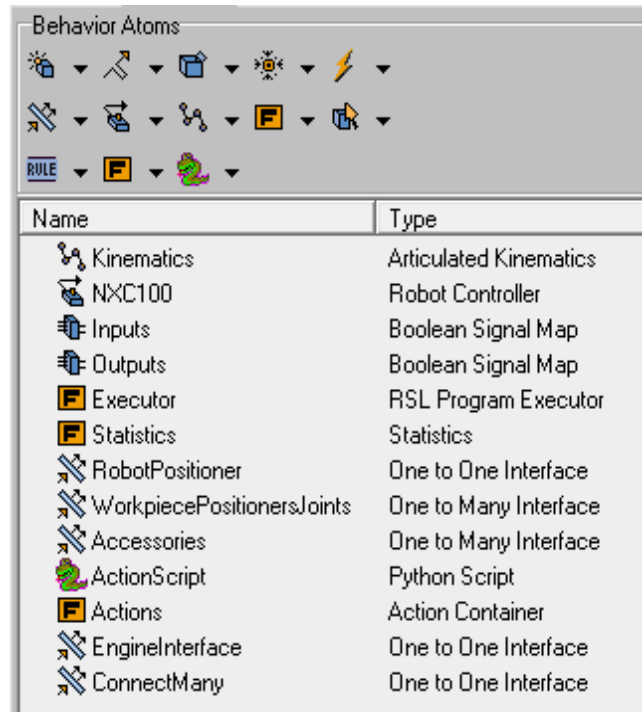 Behavior Atoms
F
RULE F
Name Type
Kinematics Articulated Kinematics
NXC100 Robot Controller
Inputs Boolean Signal Map
Outputs Boolean Signal Map
F Executor RSL Program Executor
F Statistics Statistics
RobotPositioner One to One Interface
WorkpiecePositionersJoints One to Many Interface
Accessories One to Many Interface
ActionScript Python Script
F Actions Action Container
EngineInterface One to One Interface
ConnectMany One to One Interface